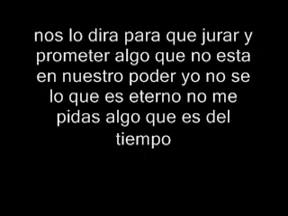 nos lo dira para que jurar y
prometer algo que no esta
en nuestro poder yo no se
lo que es eterno no me
pidas algo que es del
tiempo